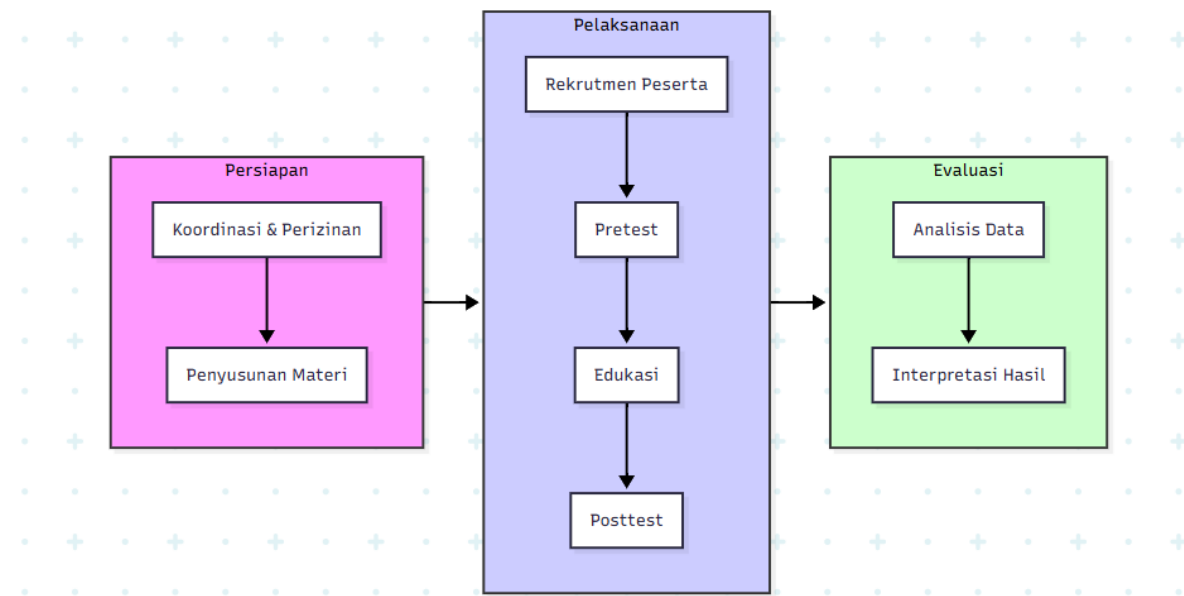 Persiapan
Koordinasi & Perizinan
Penyusunan Materi
Pelaksanaan
Rekrutmen Peserta
Pretest
Edukasi
Posttest
Evaluasi
Analisis Data
Interpretasi Hasil